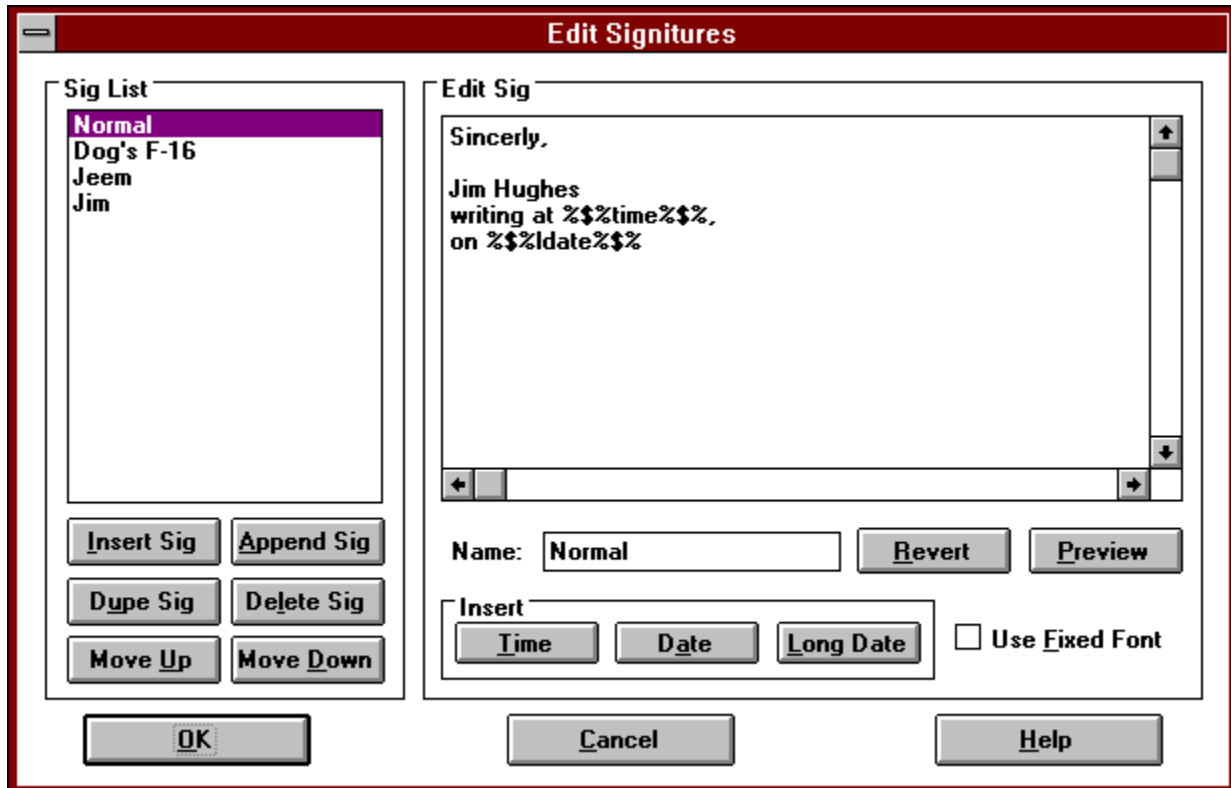 Edit Signitures
Sig List
Normal
Dog's F-16
Jeem
Jim
Insert Sig
Append Sig
Dupe Sig
Delete Sig
Move Up
Move Down
Edit Sig
Sincerly,
Jim Hughes
writing at %$%time%$%,
on %$%ldate%$%
Name:
Normal
Revert
Preview
Insert
Time
Date
Long Date
Use Fixed Font
OK
Cancel
Help